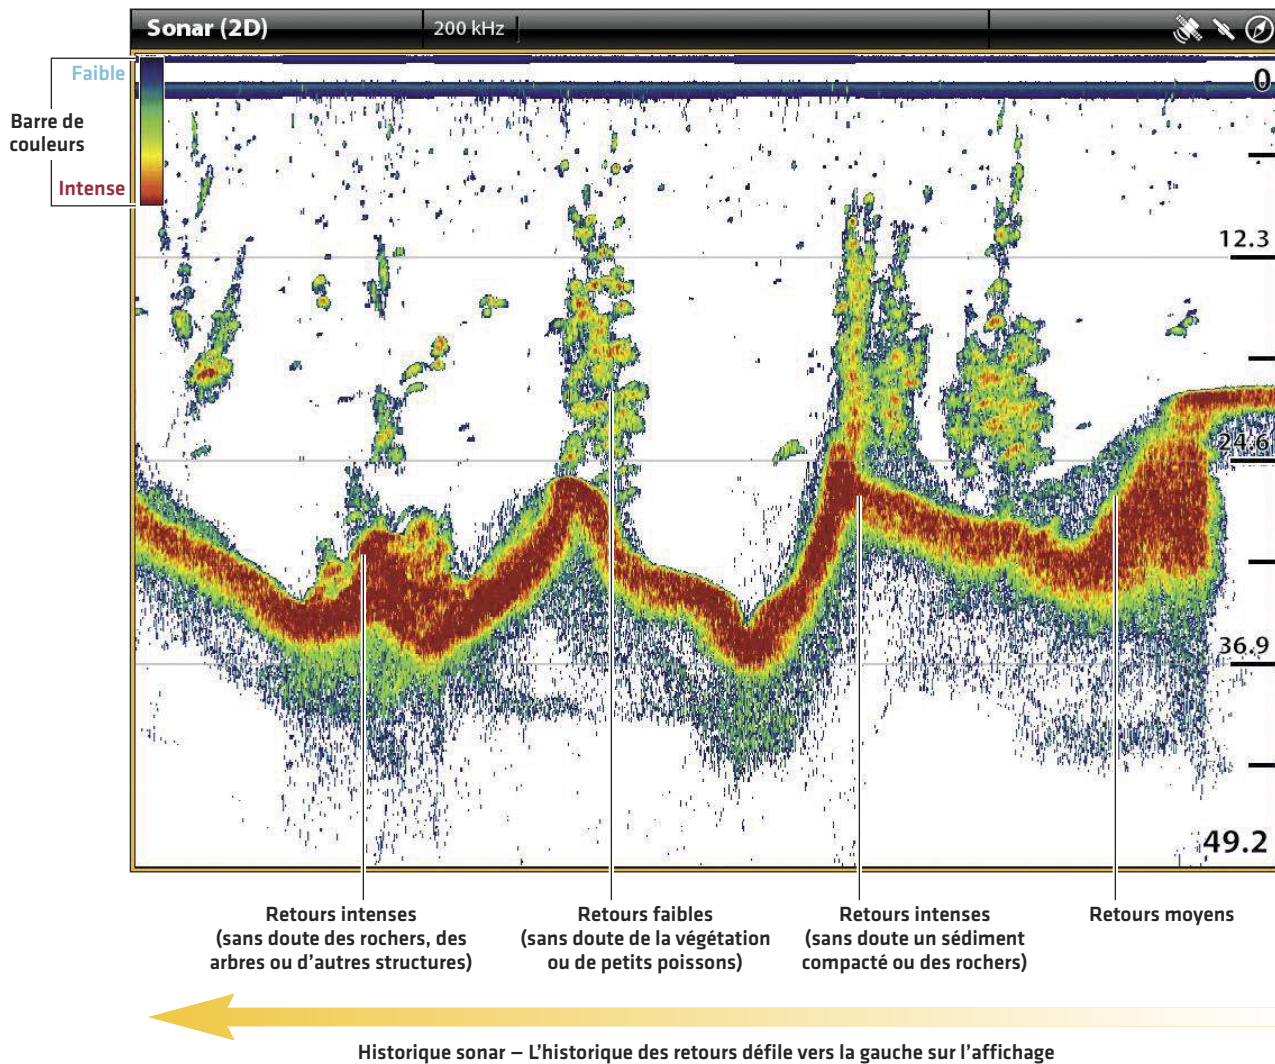 Sonar (2D)
200 kHz
Faible
Barre de
couleurs
Intense
0
12.3
24.6
36.9
49.2
Retours intenses
(sans doute des rochers, des
arbres ou d'autres structures)
Retours faibles
(sans doute de la végétation
ou de petits poissons)
Retours intenses
(sans doute un sédiment
compacté ou des rochers)
Retours moyens
Historique sonar – L'historique des retours défile vers la gauche sur l'affichage